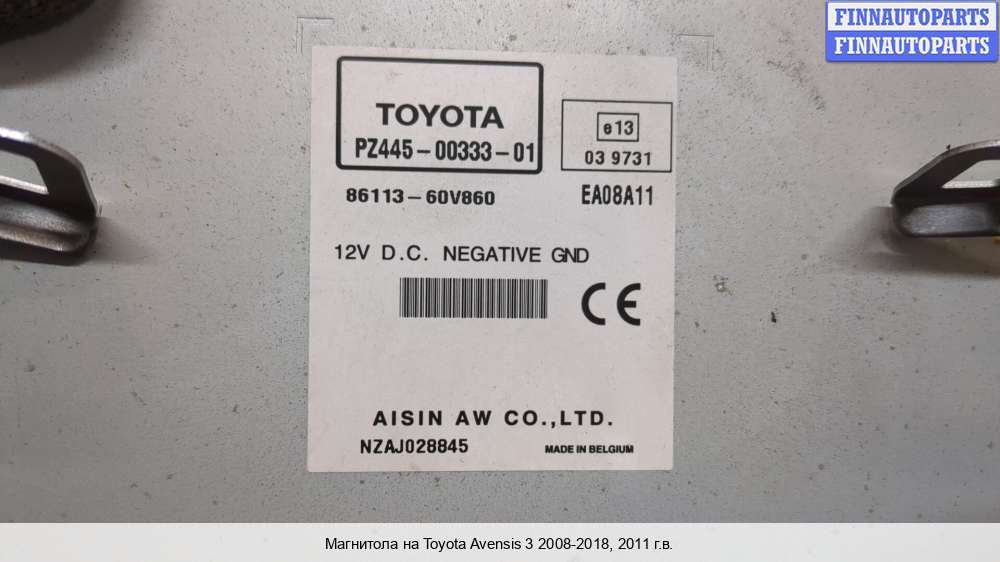 FINNAUTOPARTS
FINNAUTOPARTS
TOYOTA
PZ445-00333-01
e13
03 9731
86113-60V860
EA08A11
12V D.C. NEGATIVE GND
CE
AISIN AW CO.,LTD.
NZAJ028845
MADE IN BELGIUM
Магнитола на Toyota Avensis 3 2008-2018, 2011 г.в.